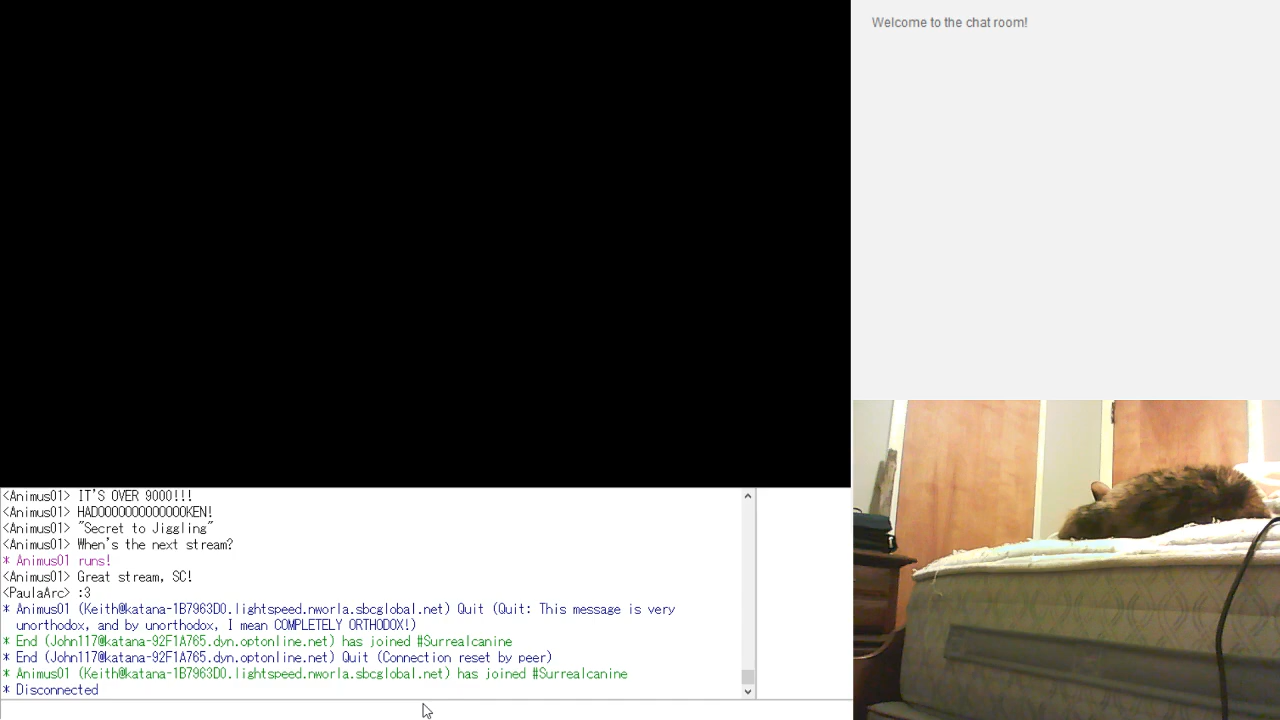 Welcome to the chat room!
<Animus01> IT'S OVER 9000!!!
<Animus01> HADOOOOOOOOOOOOOKEN!
<Animus01> "Secret to Jiggling"
<Animus01> When's the next stream?
* Animus01 runs!
<Animus01> Great stream, SC!
<PaulaArc> :3
* Animus01 (Keith@katana-1B7963D0.lightspeed.nworla.sbcglobal.net) Quit (Quit: This message is very
unorthodox, and by unorthodox, I mean COMPLETELY ORTHODOX!)
* End (John117@katana-92F1A765.dyn.optonline.net) has joined #Surrealcanine
* End (John117@katana-92F1A765.dyn.optonline.net) Quit (Connection reset by peer)
* Animus01 (Keith@katana-1B7963D0.lightspeed.nworla.sbcglobal.net) has joined #Surrealcanine
* Disconnected